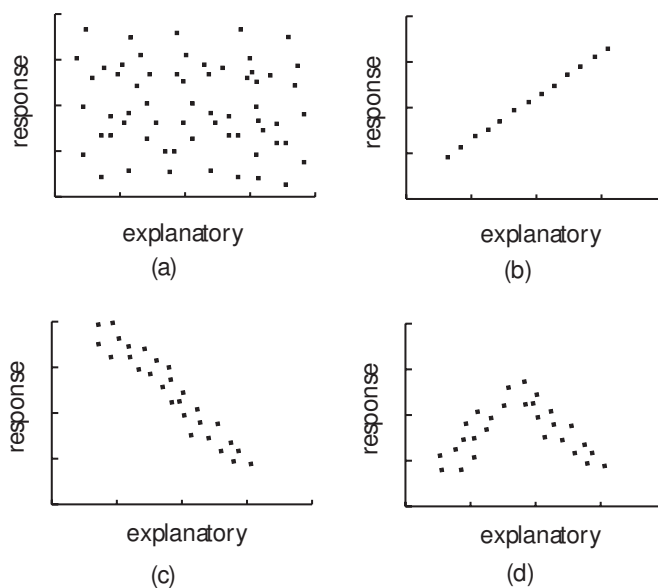 response
explanatory
(a)
response
explanatory
(b)
response
explanatory
(c)
response
explanatory
(d)